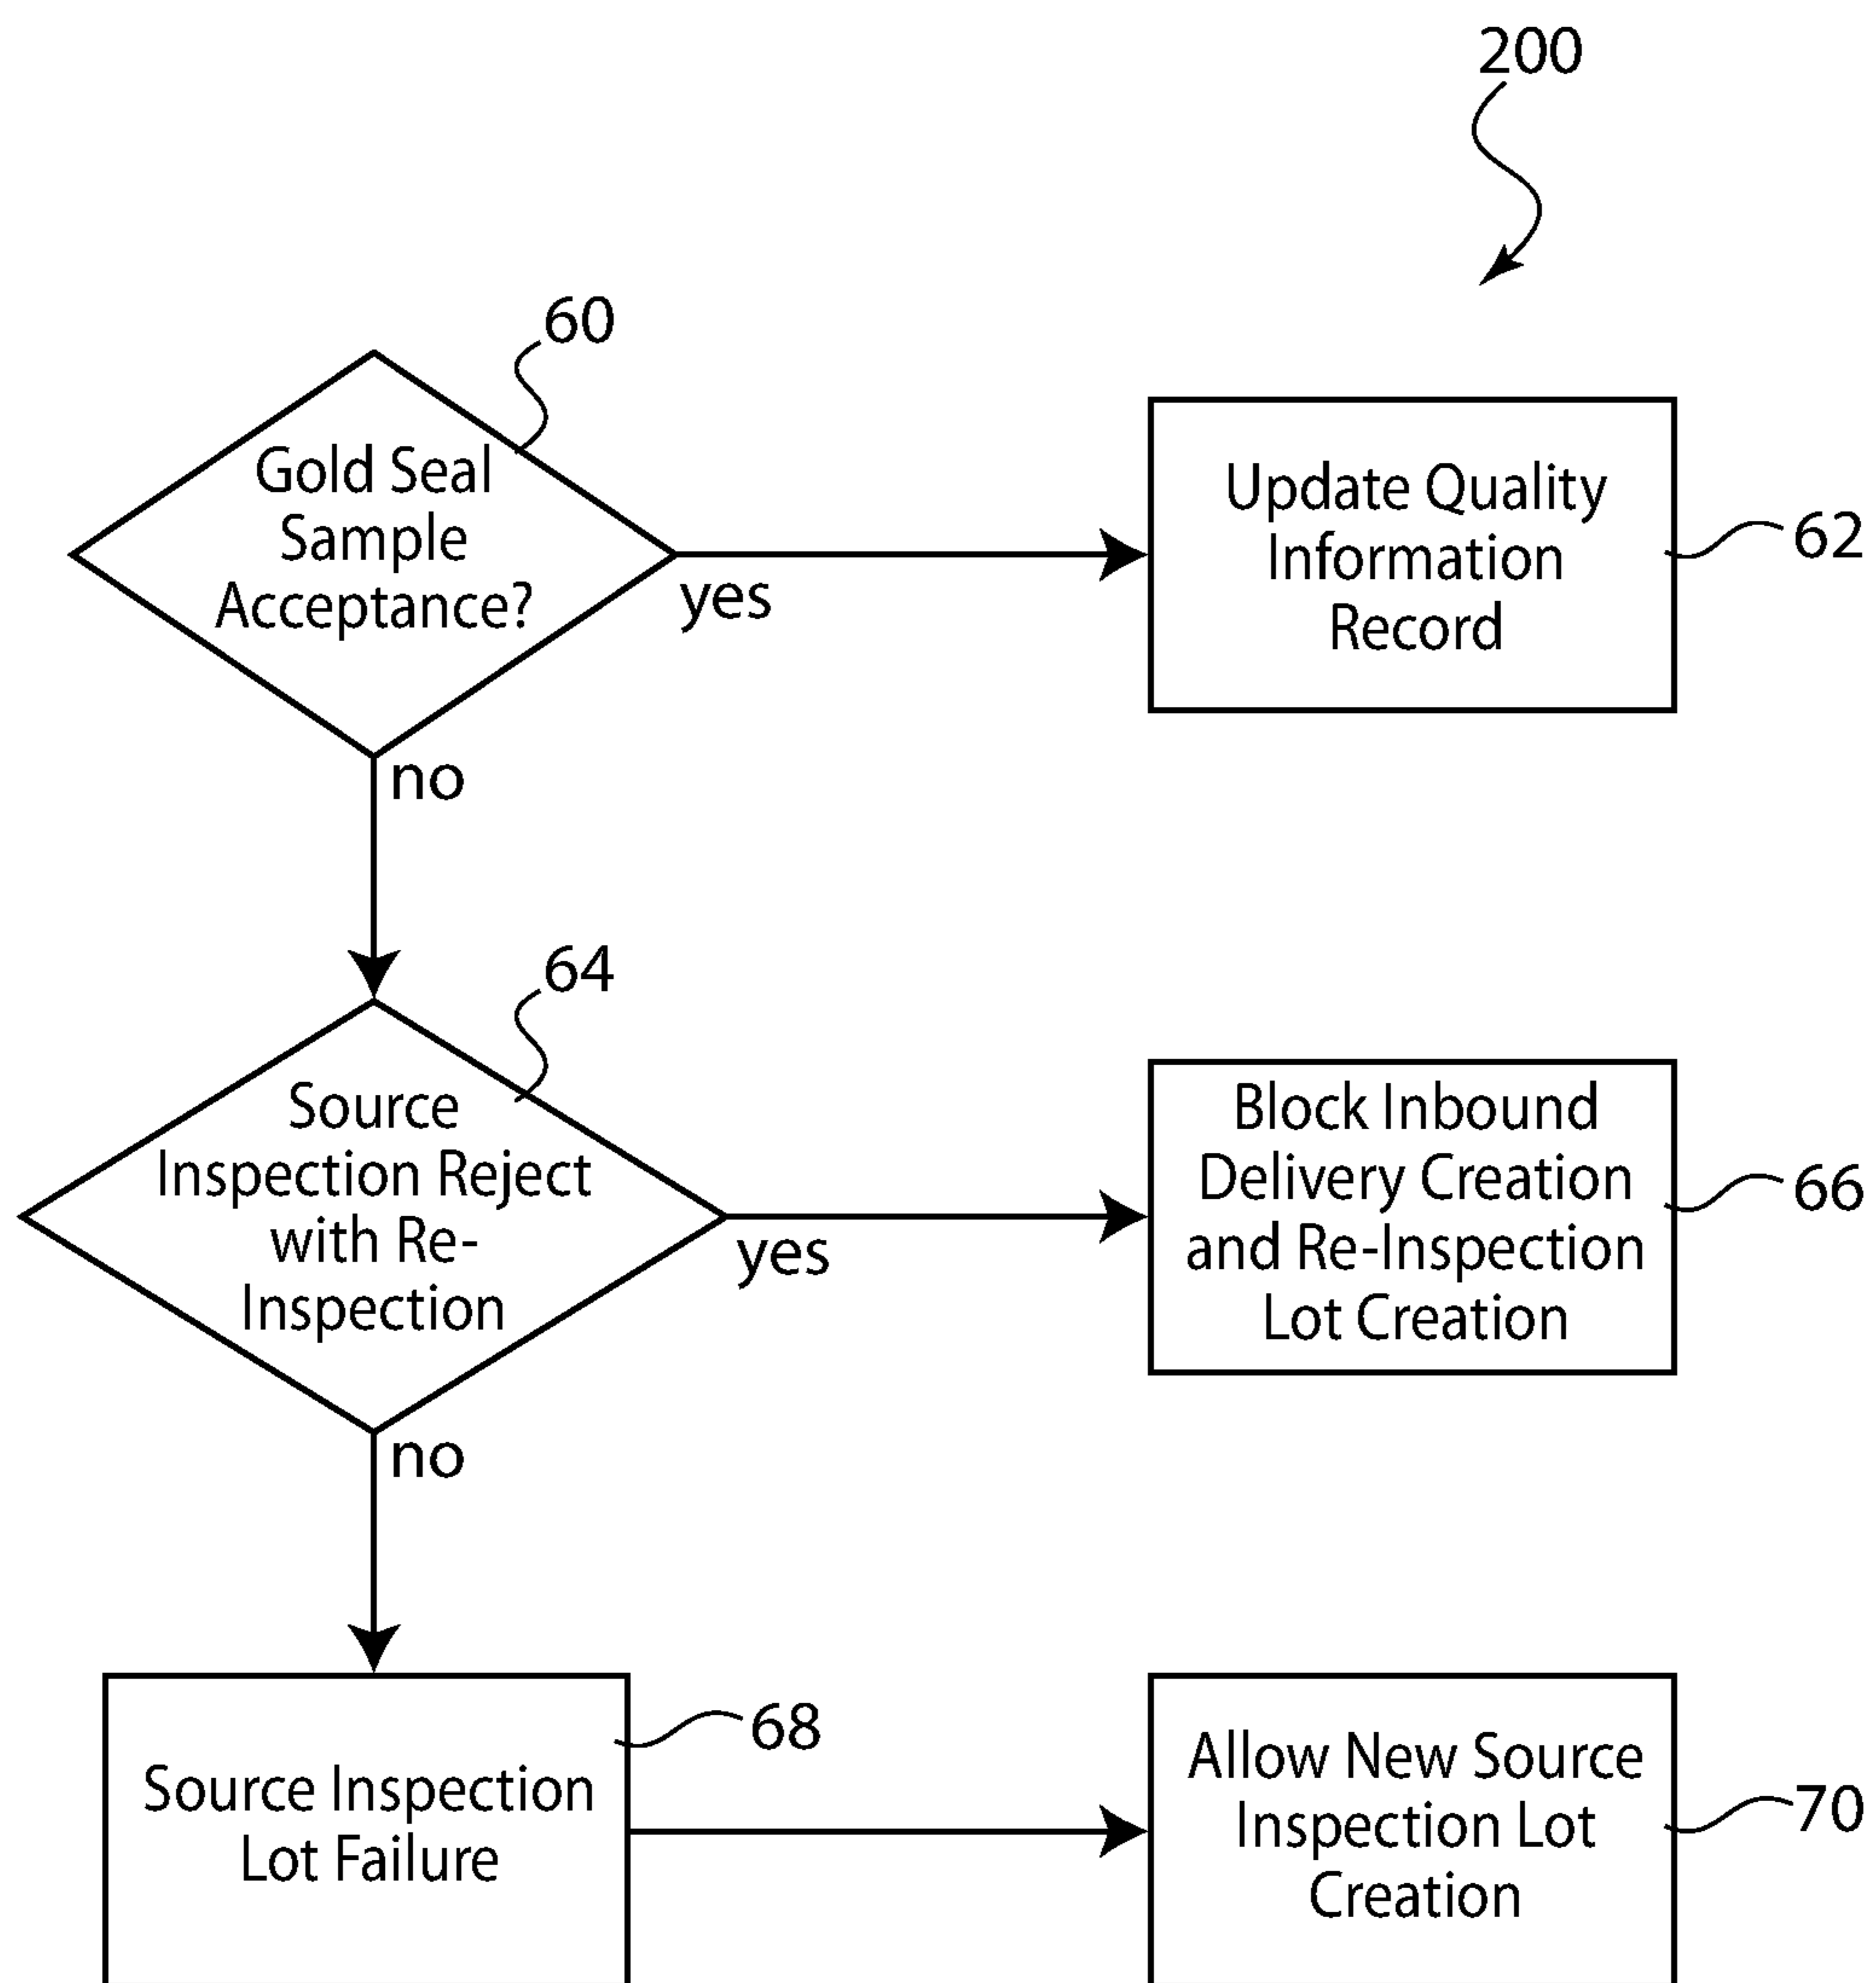 200
60
Gold Seal
Sample
Acceptance?
yes
Update Quality
Information
Record
62
no
64
Source
Inspection Reject
with Re-
Inspection
yes
Block Inbound
Delivery Creation
and Re-Inspection
Lot Creation
66
no
68
Source Inspection
Lot Failure
Allow New Source
Inspection Lot
Creation
70